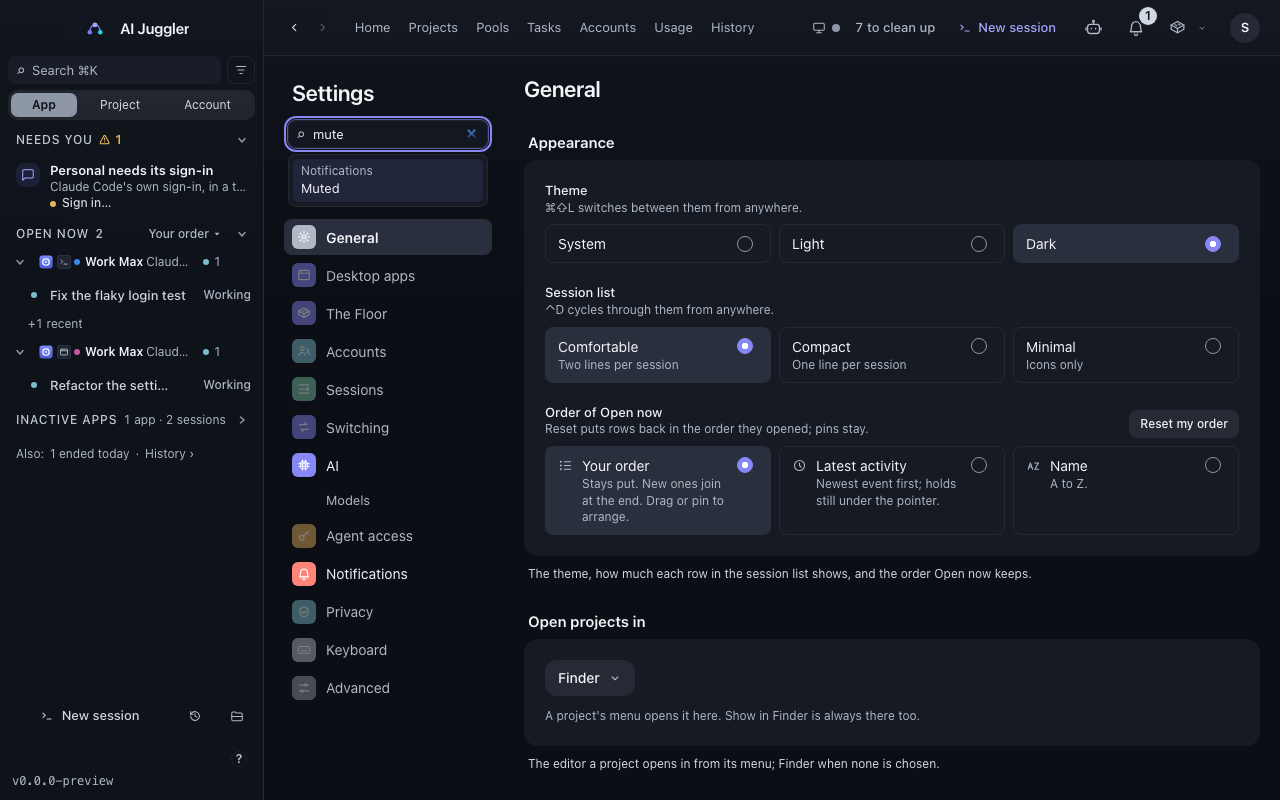 AI Juggler
Search ⌘K
App Project Account
NEEDS YOU 1
Personal needs its sign-in
Claude Code's own sign-in, in a t...
Sign in...
OPEN NOW 2 Your order
Work Max Claud... 1
Fix the flaky login test Working
+1 recent
Work Max Claud... 1
Refactor the setti... Working
INACTIVE APPS 1 app · 2 sessions
Also: 1 ended today · History ›
New session
?
v0.0.0-preview
Home Projects Pools Tasks Accounts Usage History
7 to clean up
New session
1
S
Settings
mute
Notifications
Muted
General
Desktop apps
The Floor
Accounts
Sessions
Switching
AI
Models
Agent access
Notifications
Privacy
Keyboard
Advanced
General
Appearance
Theme
⌘⇧L switches between them from anywhere.
System Light Dark
Session list
^D cycles through them from anywhere.
Comfortable
Two lines per session
Compact
One line per session
Minimal
Icons only
Order of Open now
Reset puts rows back in the order they opened; pins stay.
Reset my order
Your order
Stays put. New ones join
at the end. Drag or pin to
arrange.
Latest activity
Newest event first; holds
still under the pointer.
AZ Name
A to Z.
The theme, how much each row in the session list shows, and the order Open now keeps.
Open projects in
Finder
A project's menu opens it here. Show in Finder is always there too.
The editor a project opens in from its menu; Finder when none is chosen.